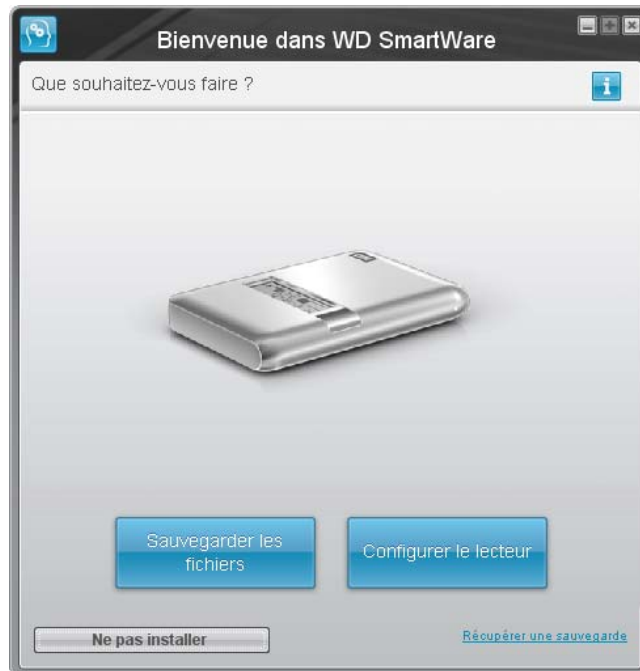 Bienvenue dans WD SmartWare
Que souhaitez-vous faire ?
Sauvegarder les
fichiers
Configurer le lecteur
Ne pas installer
Récupérer une sauvegarde